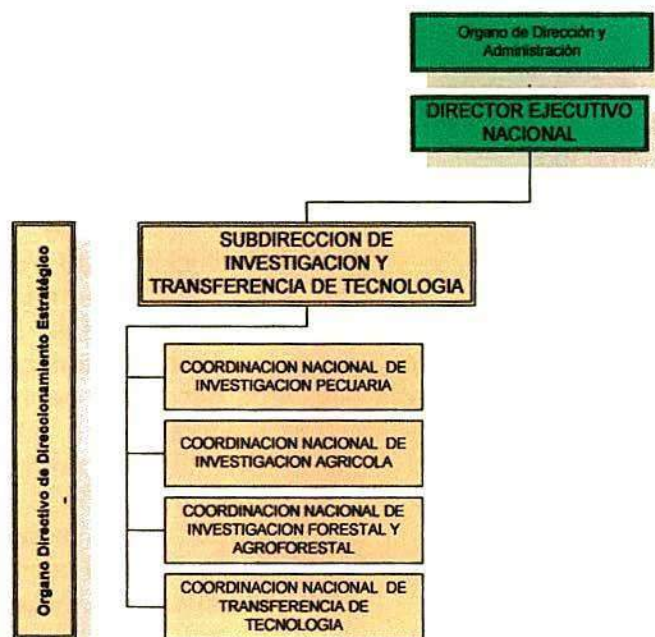 Organo de Dirección y
Administración
DIRECTOR EJECUTIVO
NACIONAL
SUBDIRECCION DE
INVESTIGACION Y
TRANSFERENCIA DE TECNOLOGIA
Organo Directivo de Direccionamiento Estratégico
COORDINACION NACIONAL DE
INVESTIGACION PECUARIA
COORDINACION NACIONAL DE
INVESTIGACION AGRICOLA
COORDINACION NACIONAL DE
INVESTIGACION FORESTAL Y
AGROFORESTAL
COORDINACION NACIONAL DE
TRANSFERENCIA DE
TECNOLOGIA